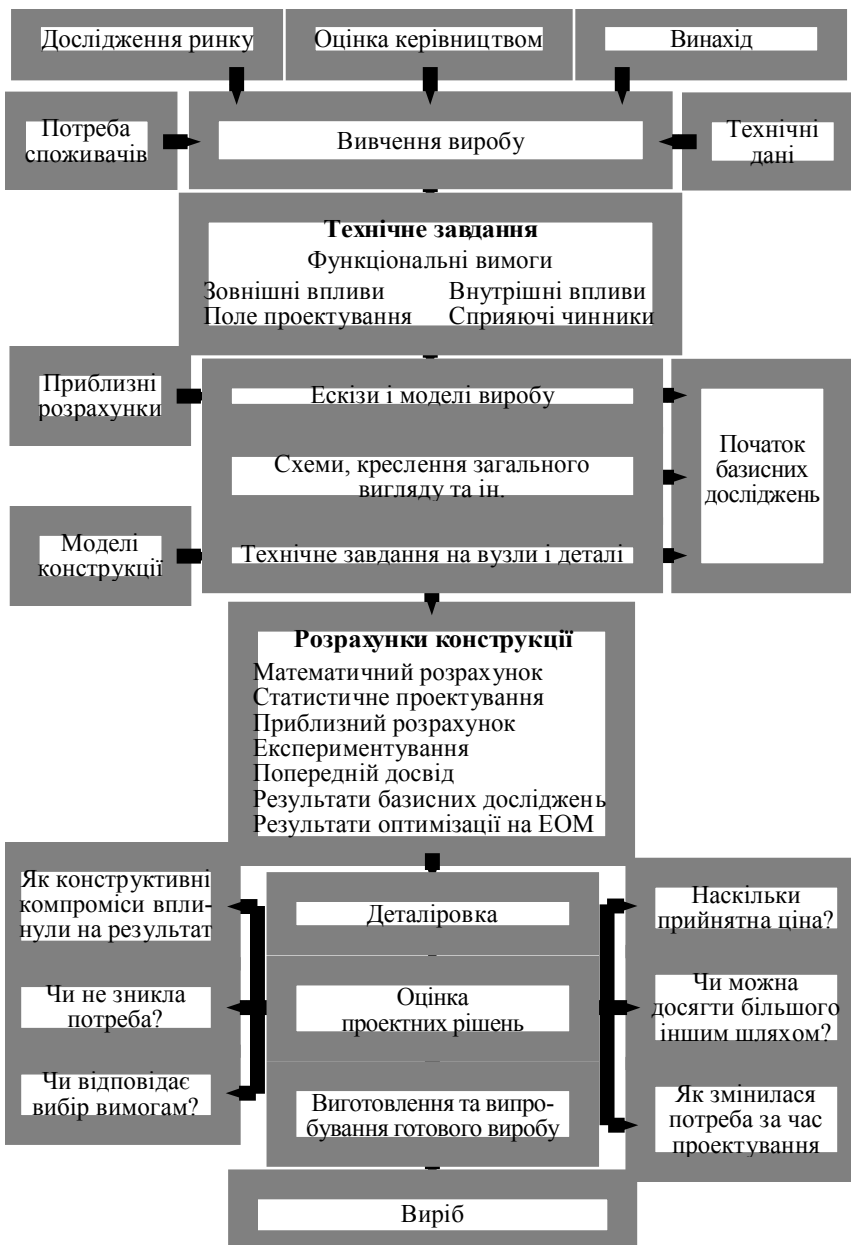 Дослідження ринку
Оцінка керівництвом
Винахід
Потреба
споживачів
Вивчення виробу
Технічні
дані
Технічне завдання
Функціональні вимоги
Зовнішні впливи
Внутрішні впливи
Поле проектування
Сприяючі чинники
Приблизні
розрахунки
Ескізи і моделі виробу
Схеми, креслення загального
вигляду та ін.
Початок
базисних
досліджень
Моделі
конструкції
Технічне завдання на вузли і деталі
Розрахунки конструкції
Математичний розрахунок
Статистичне проектування
Приблизний розрахунок
Експериментування
Попередній досвід
Результати базисних досліджень
Результати оптимізації на ЕОМ
Як конструктивні
компроміси впли-
нули на результат
Деталіровка
Наскільки
прийнятна ціна?
Чи не зникла
потреба?
Оцінка
проектних рішень
Чи можна
досягти більшого
іншим шляхом?
Чи відповідає
вибір вимогам?
Виготовлення та випро-
бування готового виробу
Як змінилася
потреба за час
проектування
Виріб